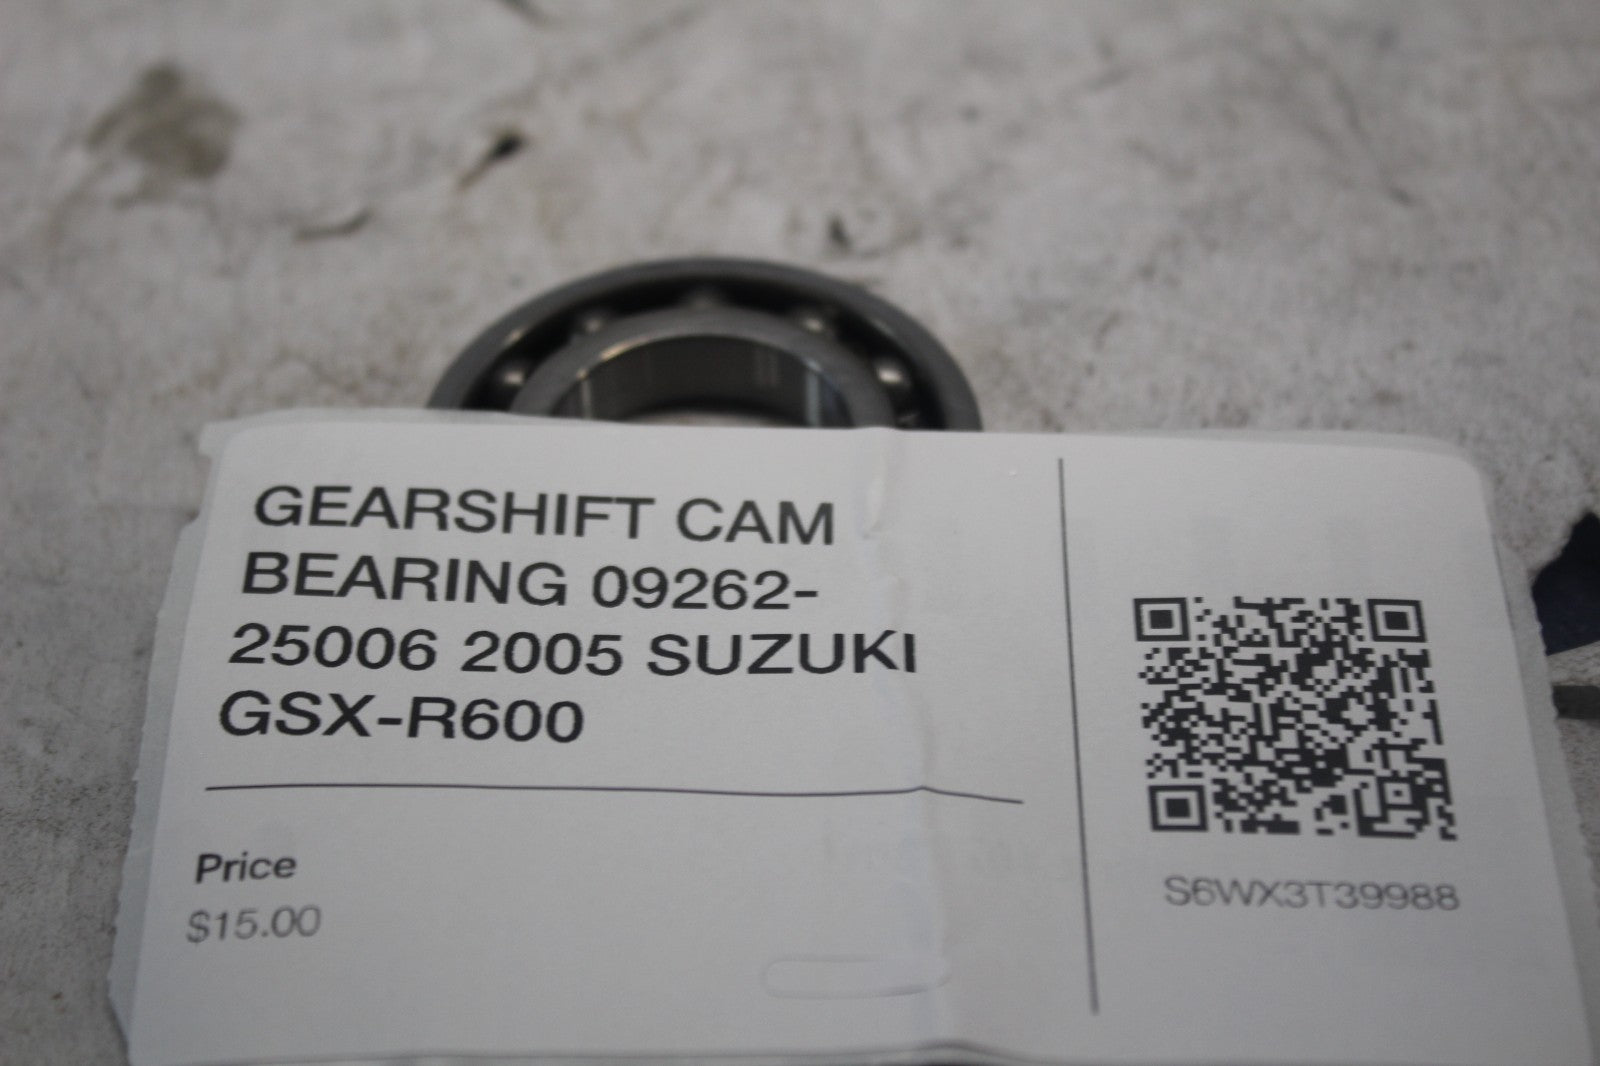 GEARSHIFT CAM
BEARING 09262-
25006 2005 SUZUKI
GSX-R600
Price
$15.00
S6WX3T39988